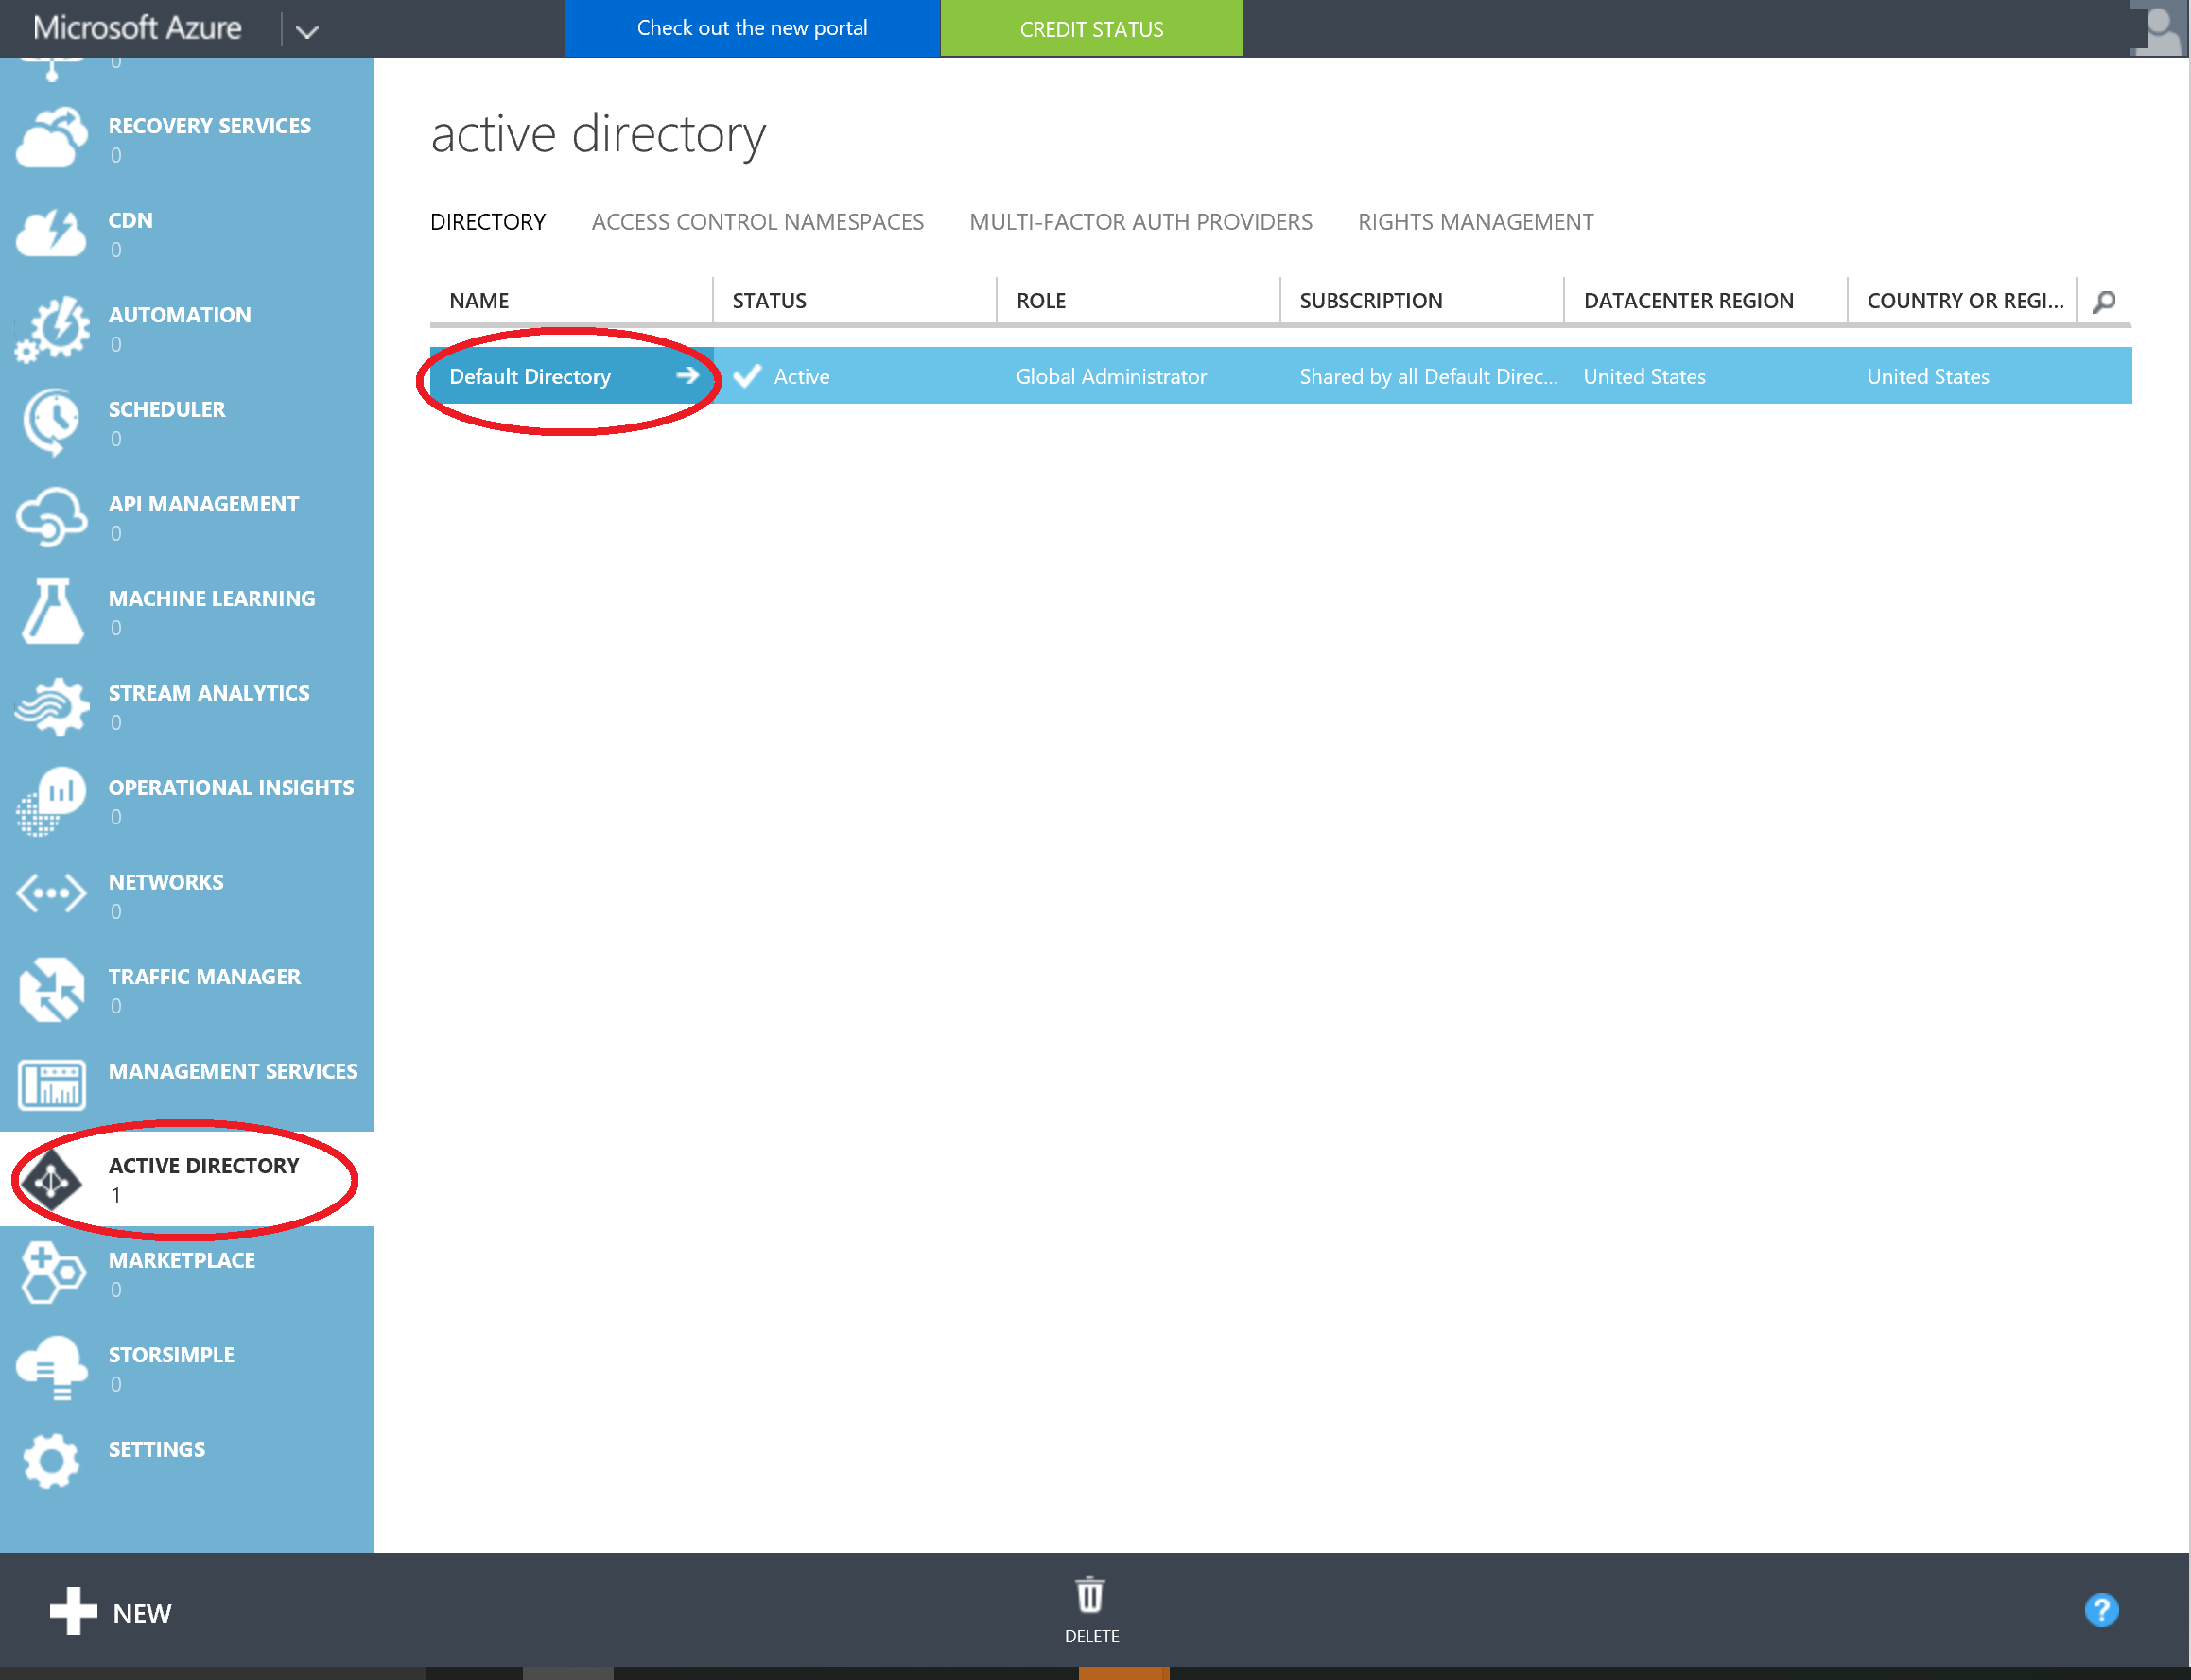 Microsoft Azure
Check out the new portal
CREDIT STATUS
0
RECOVERY SERVICES
0
CDN
0
AUTOMATION
0
SCHEDULER
0
API MANAGEMENT
0
MACHINE LEARNING
0
STREAM ANALYTICS
0
OPERATIONAL INSIGHTS
0
NETWORKS
0
TRAFFIC MANAGER
0
MANAGEMENT SERVICES
ACTIVE DIRECTORY
1
MARKETPLACE
0
STORSIMPLE
0
SETTINGS
active directory
DIRECTORY ACCESS CONTROL NAMESPACES MULTI-FACTOR AUTH PROVIDERS RIGHTS MANAGEMENT
NAME STATUS ROLE SUBSCRIPTION DATACENTER REGION COUNTRY OR REGI...
Default Directory Active Global Administrator Shared by all Default Direc... United States United States
NEW
DELETE
?